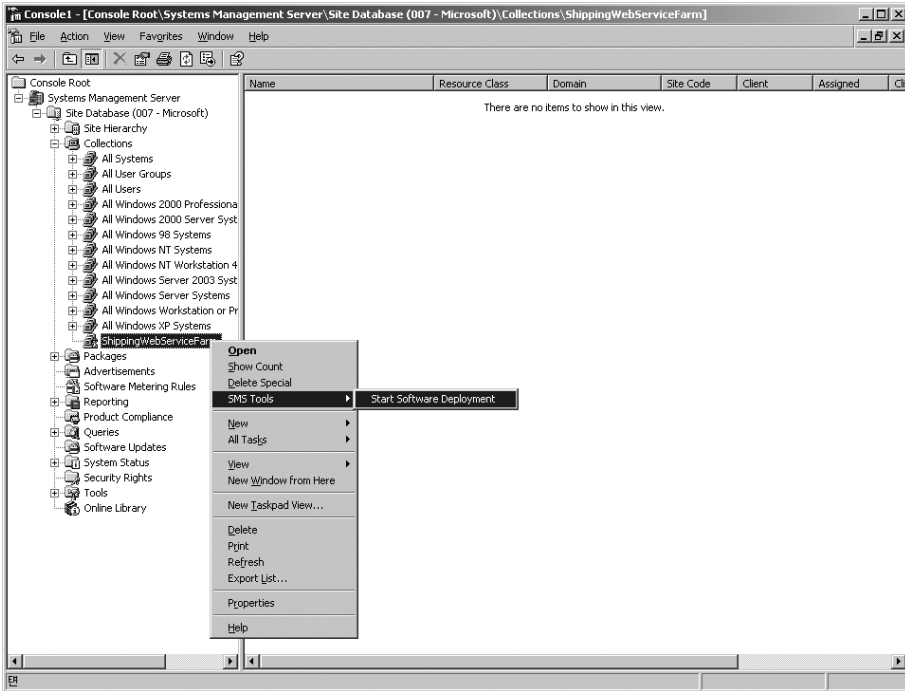 Console1 - [Console Root\Systems Management Server\Site Database (007 - Microsoft)\Collections\ShippingWebServiceFarm]
File Action View Favorites Window Help
Console Root
Systems Management Server
Site Database (007 - Microsoft)
Site Hierarchy
Collections
All Systems
All User Groups
All Users
All Windows 2000 Professiona
All Windows 2000 Server Syst
All Windows 98 Systems
All Windows NT Systems
All Windows NT Workstation 4
All Windows Server 2003 Syst
All Windows Server Systems
All Windows Workstation or Pr
All Windows XP Systems
ShippingWebServiceFarm
Packages
Advertisements
Software Metering Rules
Reporting
Product Compliance
Queries
Software Updates
System Status
Security Rights
Tools
Online Library
Name Resource Class Domain Site Code Client Assigned Cli
There are no items to show in this view.
Open
Show Count
Delete Special
SMS Tools
Start Software Deployment
New
All Tasks
View
New Window from Here
New Taskpad View...
Delete
Print
Refresh
Export List...
Properties
Help